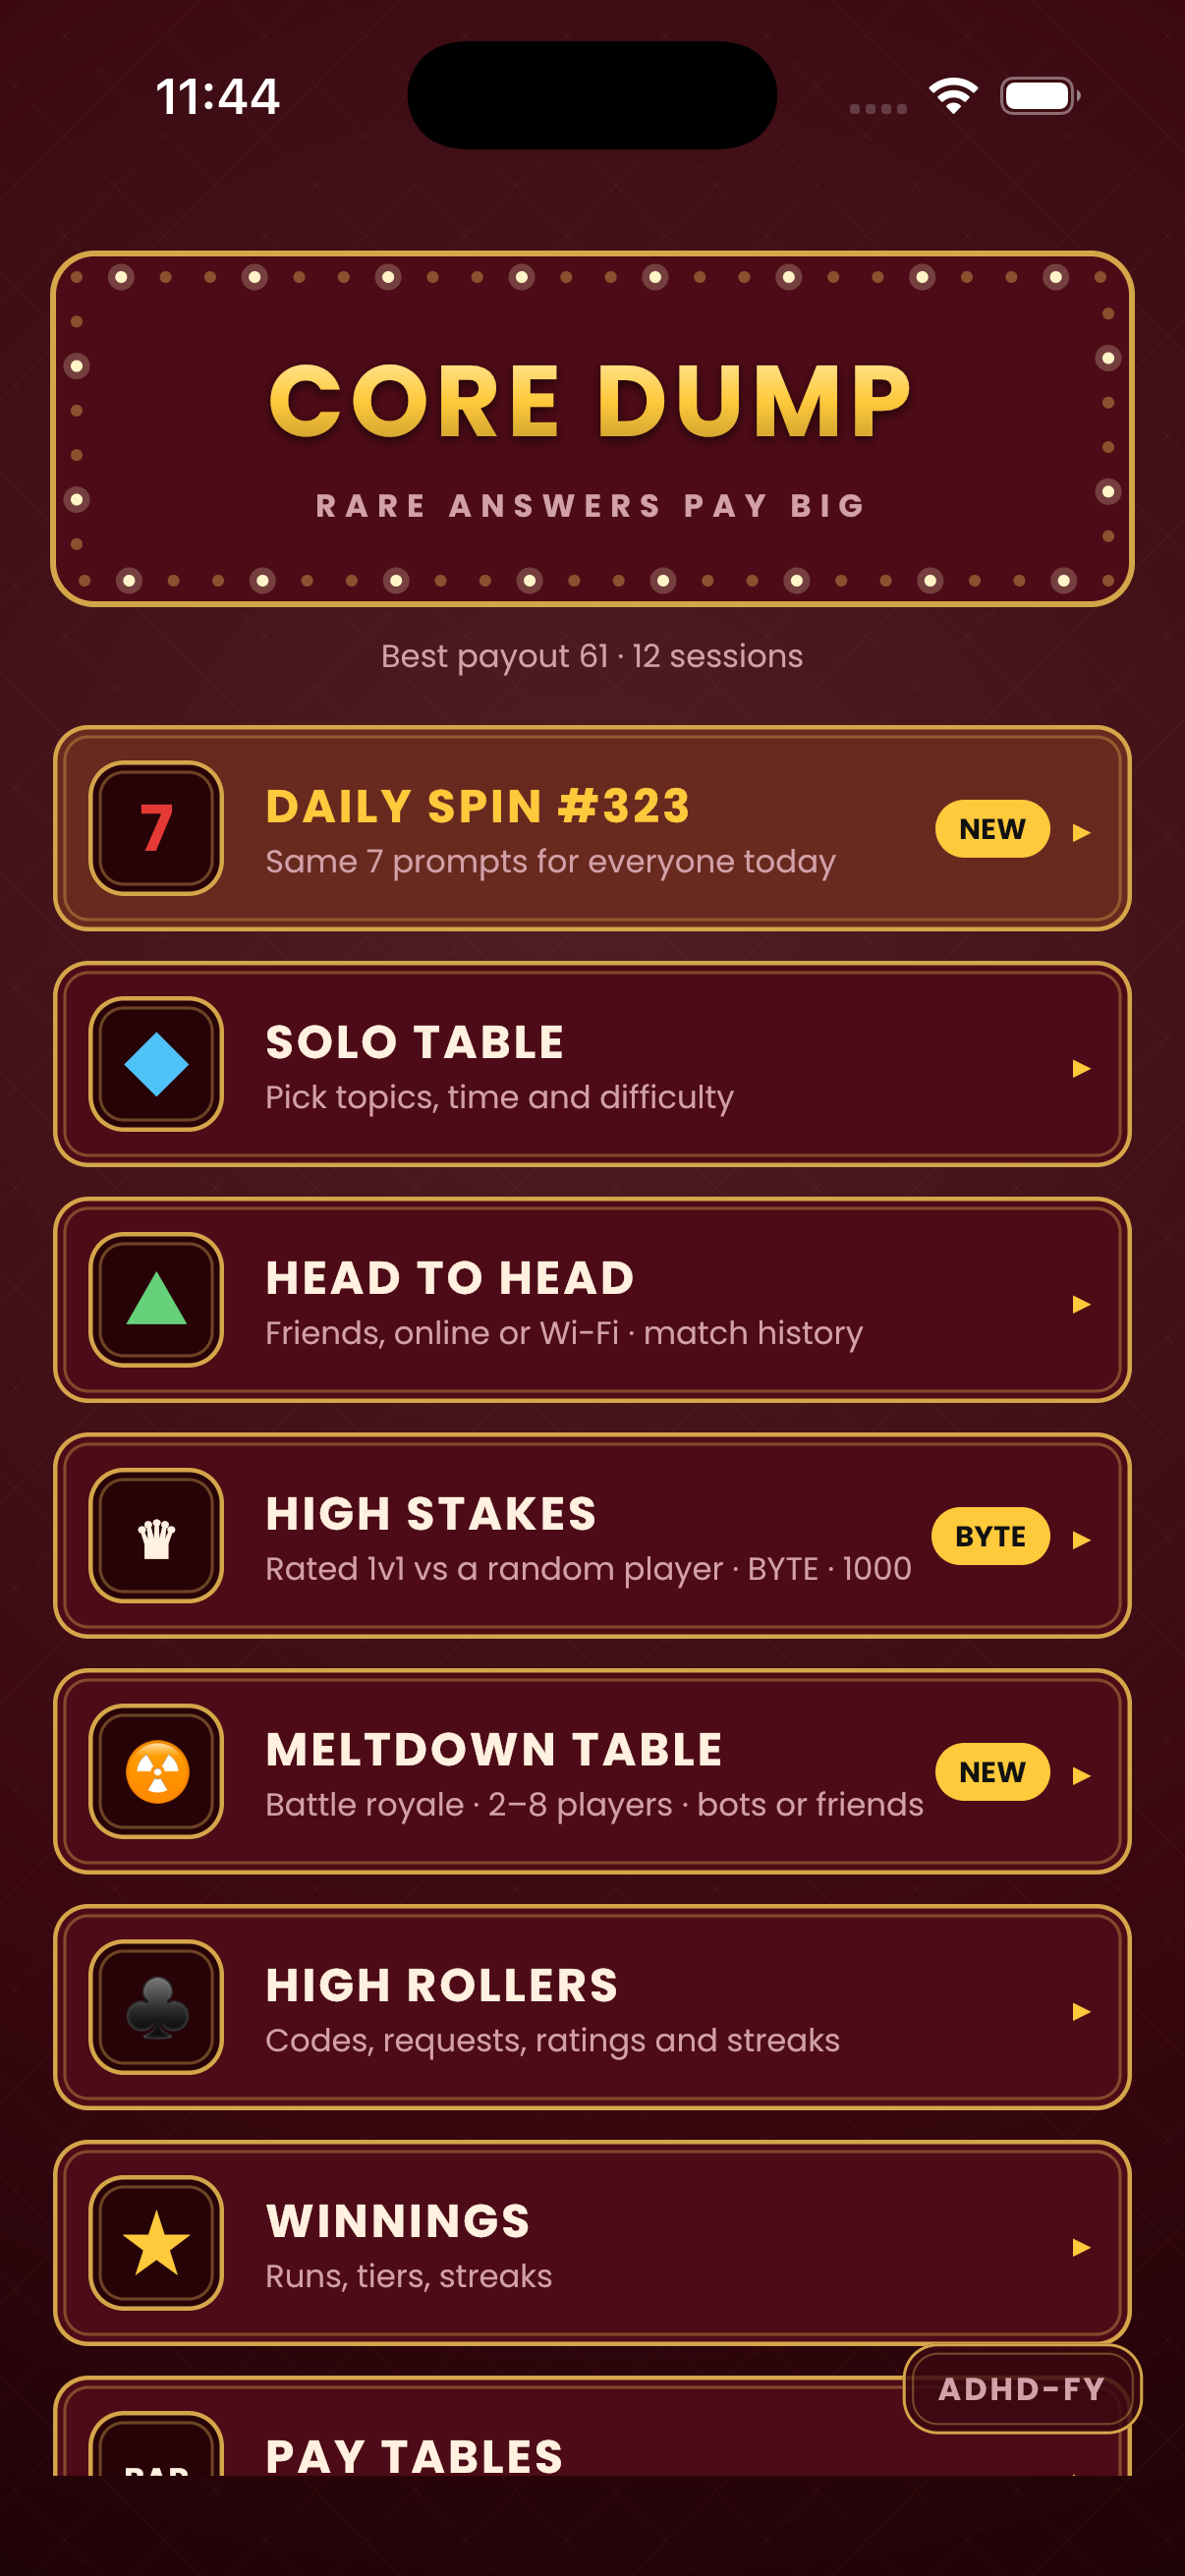 11:44
CORE DUMP
RARE ANSWERS PAY BIG
Best payout 61 · 12 sessions
7
DAILY SPIN #323
Same 7 prompts for everyone today
NEW
SOLO TABLE
Pick topics, time and difficulty
HEAD TO HEAD
Friends, online or Wi-Fi · match history
HIGH STAKES
Rated 1v1 vs a random player · BYTE · 1000
BYTE
MELTDOWN TABLE
Battle royale · 2–8 players · bots or friends
NEW
HIGH ROLLERS
Codes, requests, ratings and streaks
WINNINGS
Runs, tiers, streaks
ADHD-FY
BAR
PAY TABLES